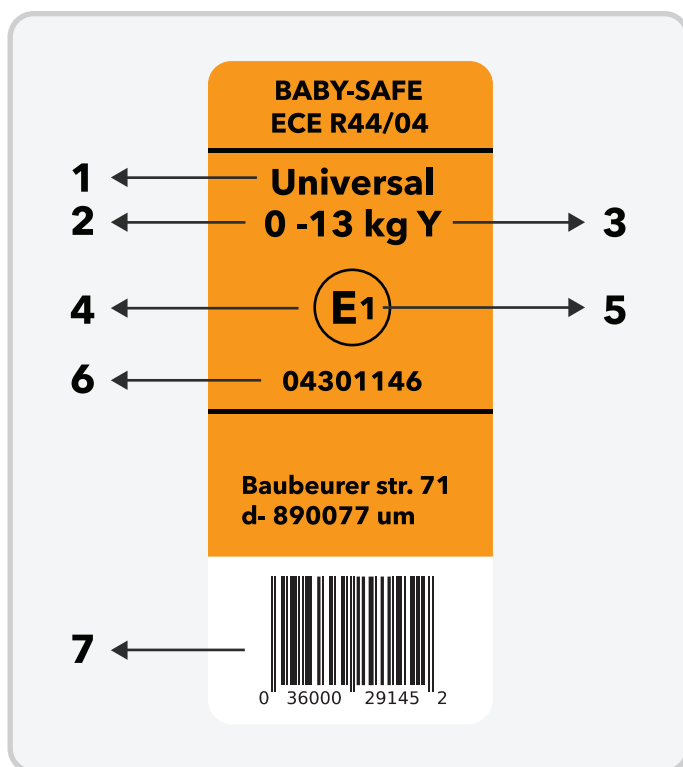 BABY-SAFE
ECE R44/04
1 Universal
2 0 -13 kg Y 3
4 E1 5
6 04301146
Baubeurer str. 71
d- 890077 um
7
0 36000 29145 2